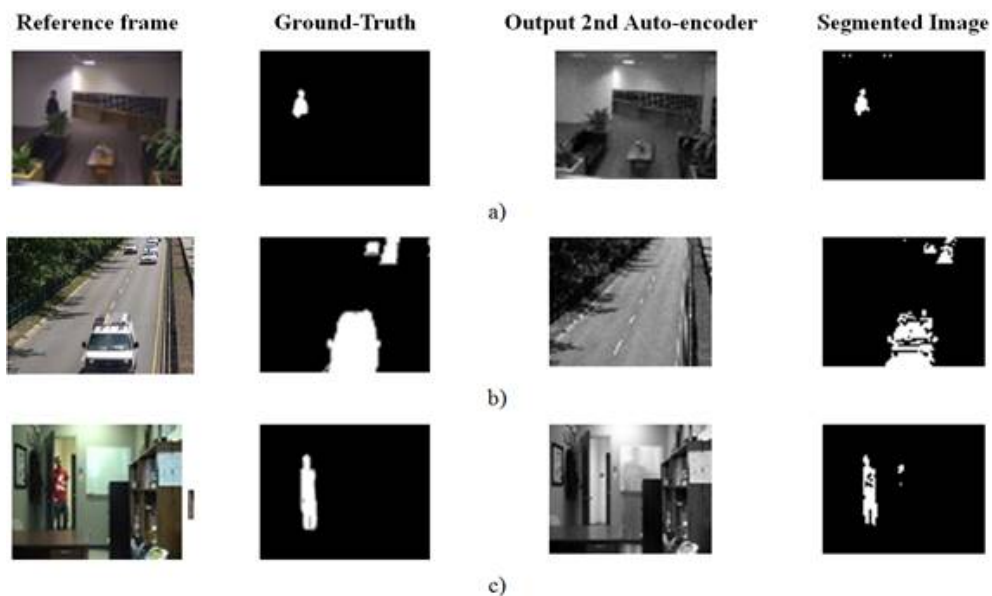 Reference frame Ground-Truth Output 2nd Auto-encoder Segmented Image
a)
b)
c)